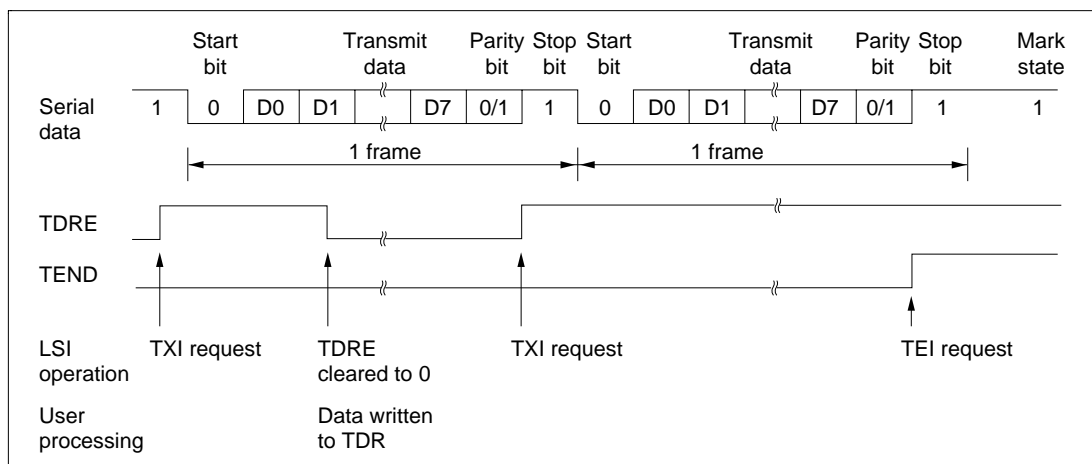 Start bit
Transmit data
Parity bit
Stop bit
Start bit
Transmit data
Parity bit
Stop bit
Mark state
Serial data
1 0 D0 D1 D7 0/1 1 0 D0 D1 D7 0/1 1 1
1 frame 1 frame
TDRE
TEND
LSI operation
TXI request
TDRE cleared to 0
TXI request
TEI request
User processing
Data written to TDR